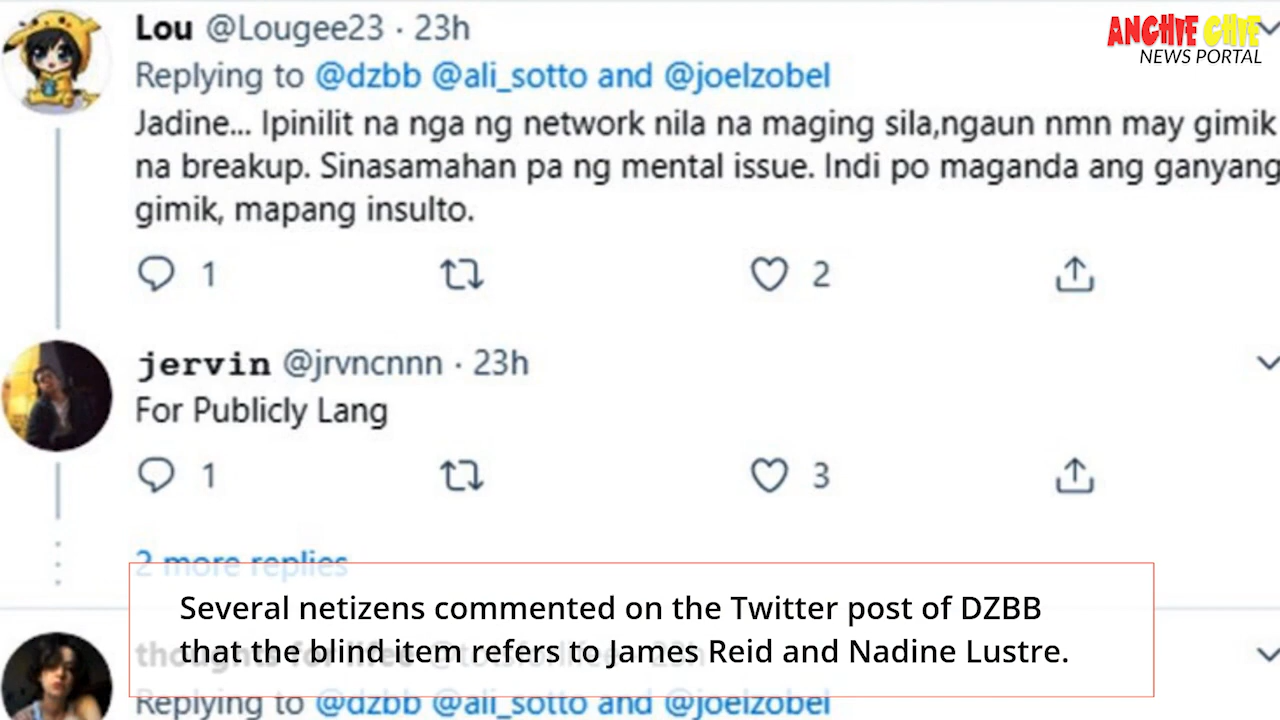 ANCHIE CHIE
NEWS PORTAL
Lou @Lougee23 · 23h
Replying to @dzbb @ali_sotto and @joelzobel
Jadine... Ipinilit na nga ng network nila na maging sila,ngaun nmn may gimik
na breakup. Sinasamahan pa ng mental issue. Indi po maganda ang ganyang
gimik, mapang insulto.
1 2
jervin @jrvncnnn · 23h
For Publicly Lang
1 3
2 more replies
Several netizens commented on the Twitter post of DZBB
that the blind item refers to James Reid and Nadine Lustre.
thoughts for
Replying to @dzbb @ali_sotto and @joelzobel